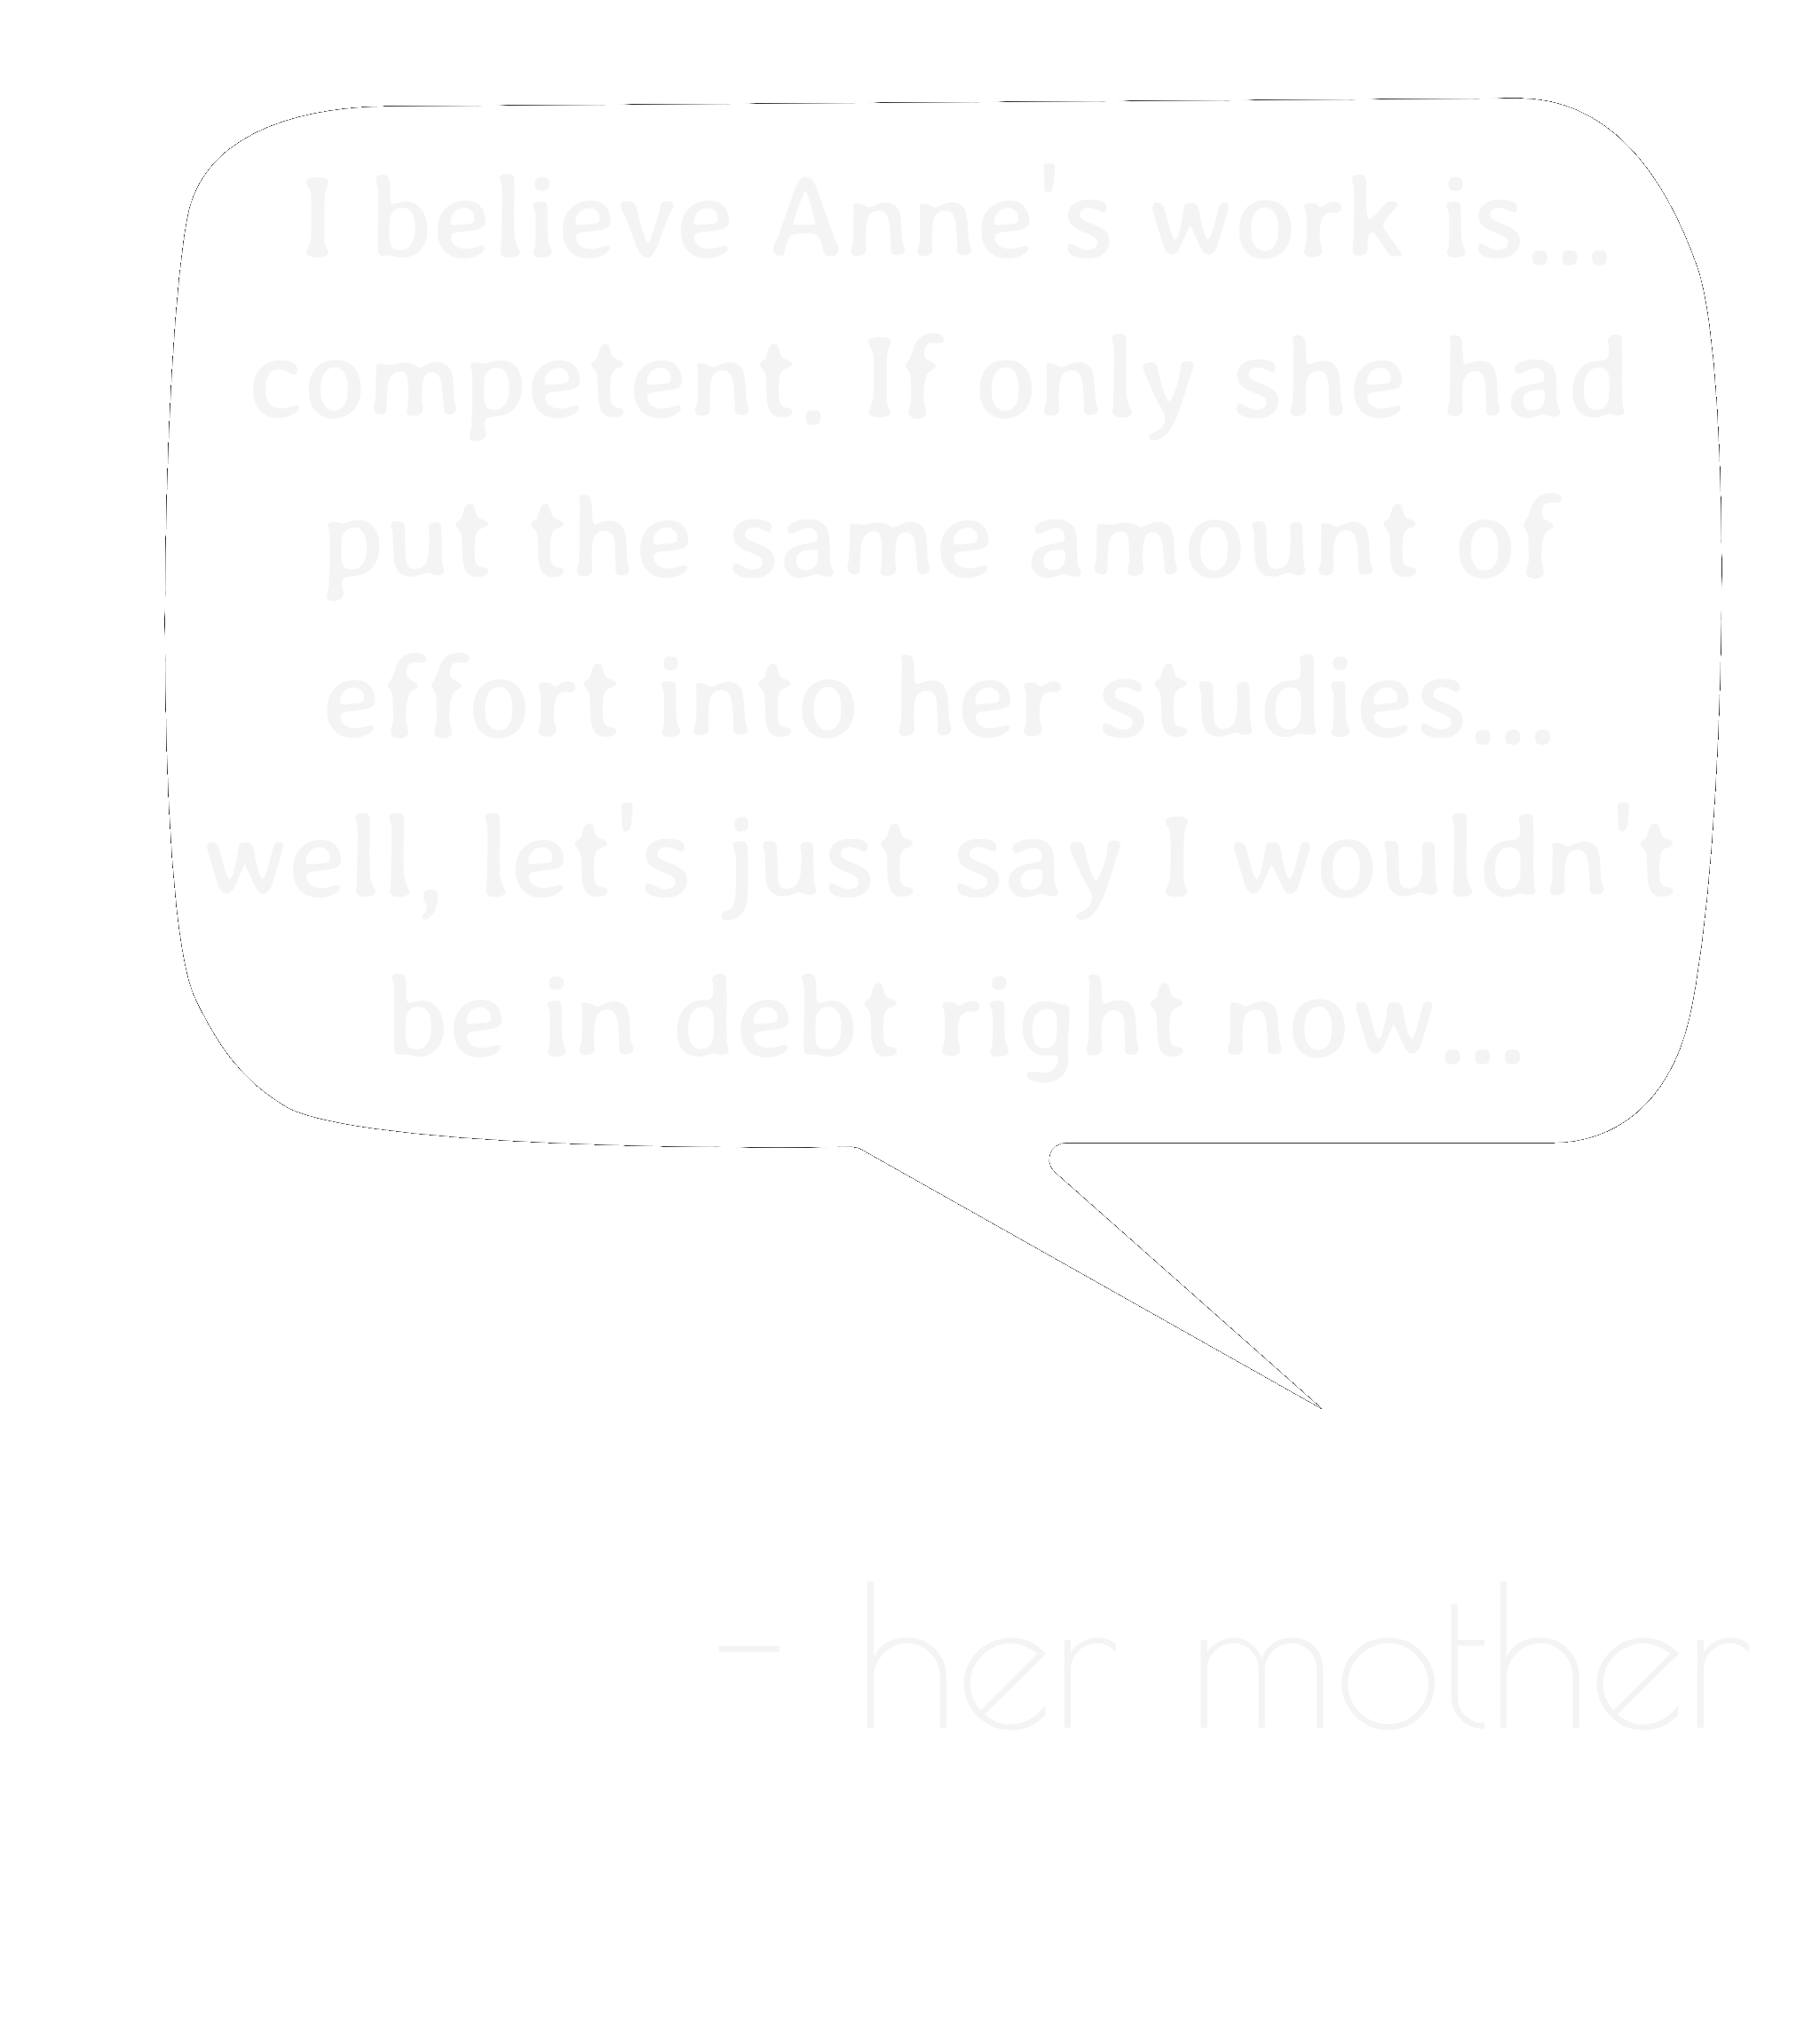 I believe Anne's work is...
competent. If only she had
put the same amount of
effort into her studies...
well, let's just say I wouldn't
be in debt right now...
- her mother